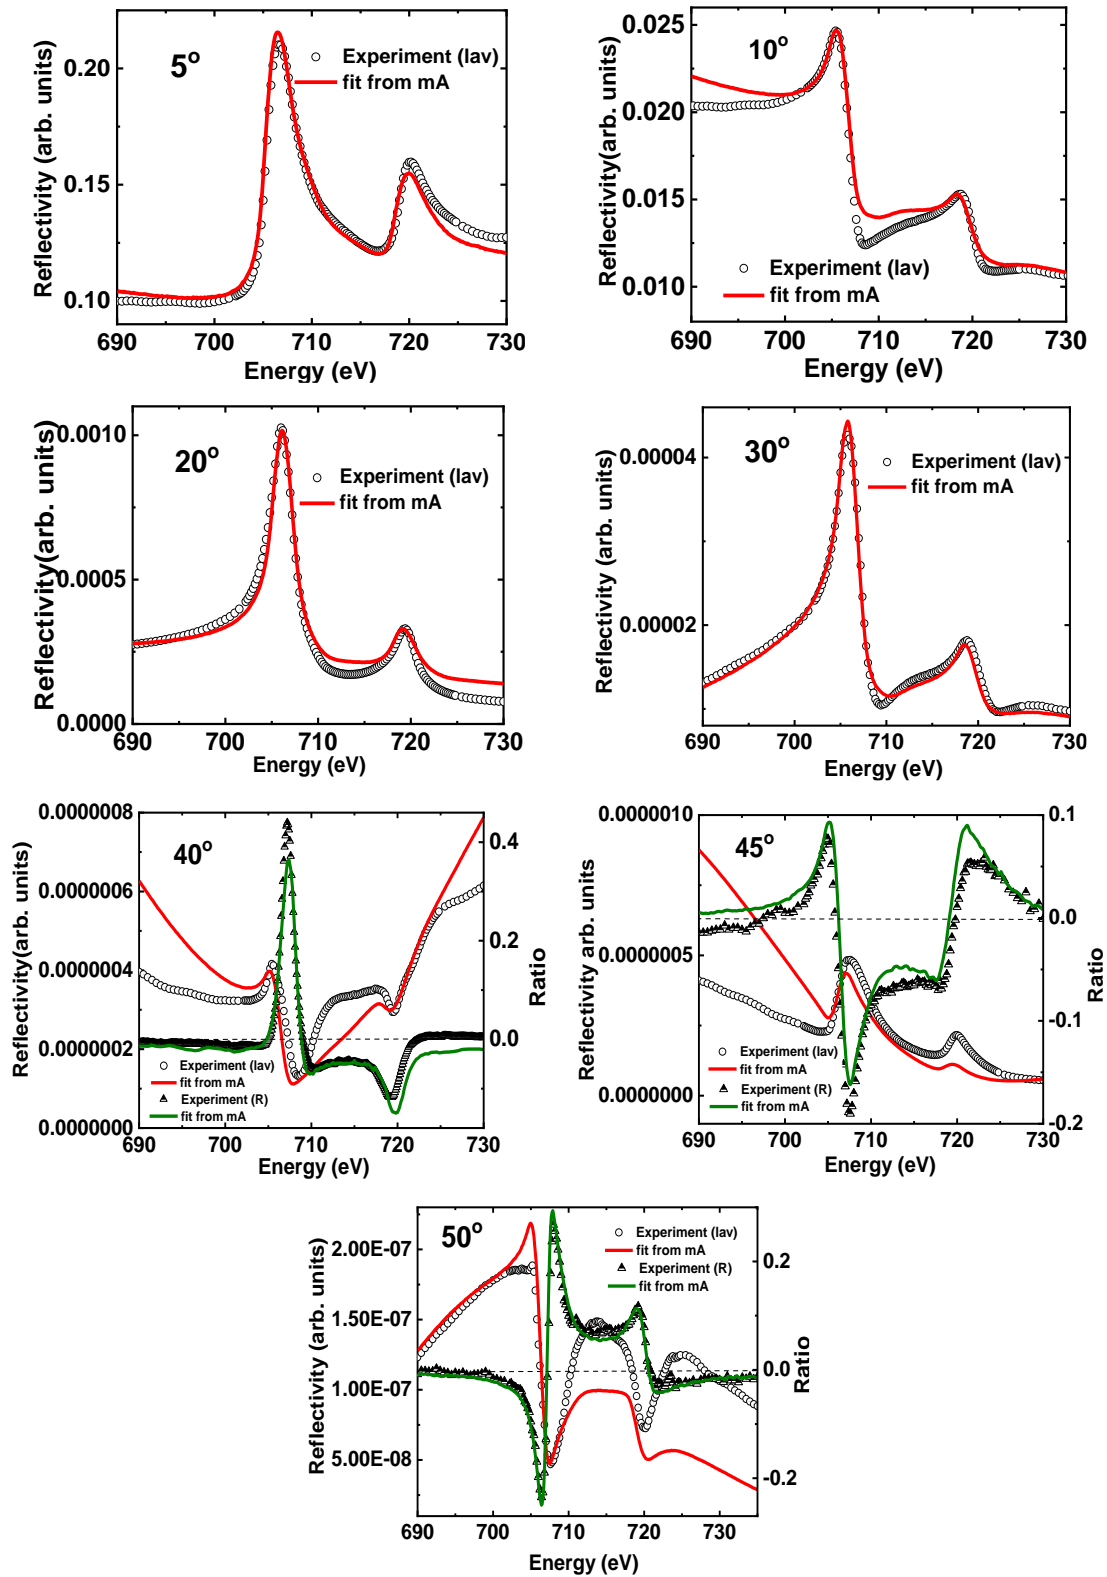 5°
Experiment (Iav)
fit from mA
Reflectivity (arb. units)
0.20
0.15
0.10
690 700 710 720 730
Energy (eV)
10°
Experiment (Iav)
fit from mA
Reflectivity(arb. units)
0.025
0.020
0.015
0.010
690 700 710 720 730
Energy (eV)
20°
Experiment (Iav)
fit from mA
Reflectivity(arb. units)
0.0010
0.0005
0.0000
690 700 710 720 730
Energy (eV)
30°
Experiment (Iav)
fit from mA
Reflectivity (arb. units)
0.00004
0.00002
690 700 710 720 730
Energy (eV)
40°
Reflectivity(arb. units)
0.0000008
0.0000006
0.0000004
0.0000002
0.0000000
0.4
0.2
0.0
Ratio
Experiment (Iav)
fit from mA
Experiment (R)
fit from mA
690 700 710 720 730
Energy (eV)
45°
Reflectivity arb. units
0.0000010
0.0000005
0.0000000
0.1
0.0
-0.1
-0.2
Ratio
Experiment (Iav)
fit from mA
Experiment (R)
fit from mA
690 700 710 720 730
Energy (eV)
50°
Experiment (Iav)
fit from mA
Experiment (R)
fit from mA
Reflectivity (arb. units)
2.00E-07
1.50E-07
1.00E-07
5.00E-08
0.2
0.0
-0.2
Ratio
690 700 710 720 730
Energy (eV)